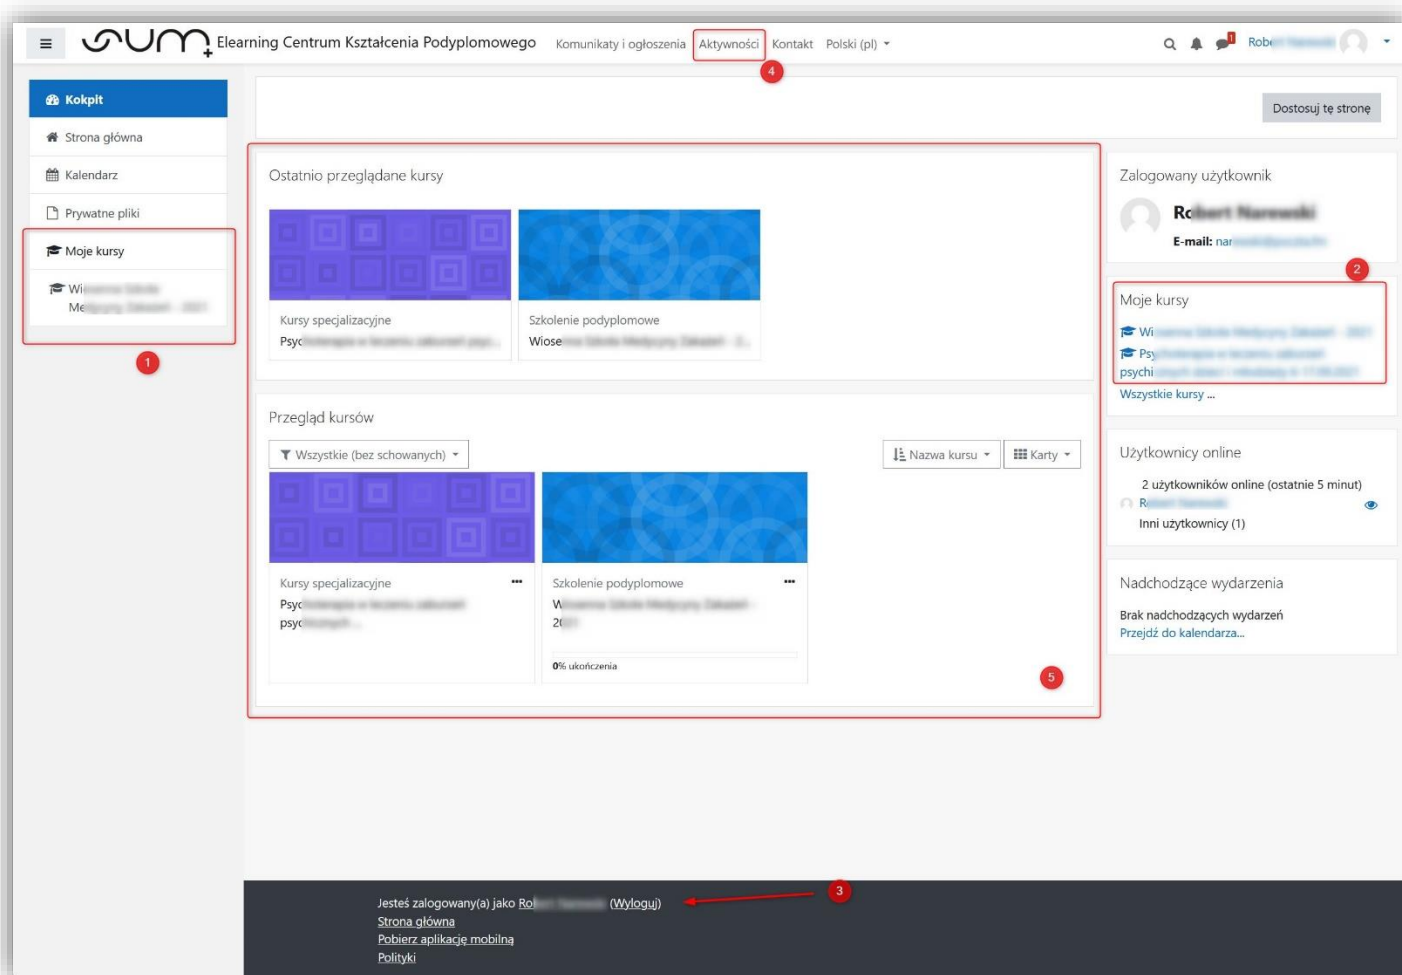 SUM Elearning Centrum Kształcenia Podyplomowego Komunikaty i ogłoszenia Aktywności Kontakt Polski (pl) 1
4
Kokpit
Strona główna
Kalendarz
Prywatne pliki
Moje kursy
1
Dostosuj tę stronę
Ostatnio przeglądane kursy
Kursy specjalizacyjne
Szkolenie podyplomowe
Przegląd kursów
Wszystkie (bez schowanych)
Nazwa kursu
Karty
Kursy specjalizacyjne
Szkolenie podyplomowe
0% ukończenia
5
Zalogowany użytkownik
E-mail:
2
Moje kursy
Wszystkie kursy ...
Użytkownicy online
2 użytkowników online (ostatnie 5 minut)
Inni użytkownicy (1)
Nadchodzące wydarzenia
Brak nadchodzących wydarzeń
Przejdź do kalendarza...
Jesteś zalogowany(a) jako (Wyloguj)
3
Strona główna
Pobierz aplikację mobilną
Polityki